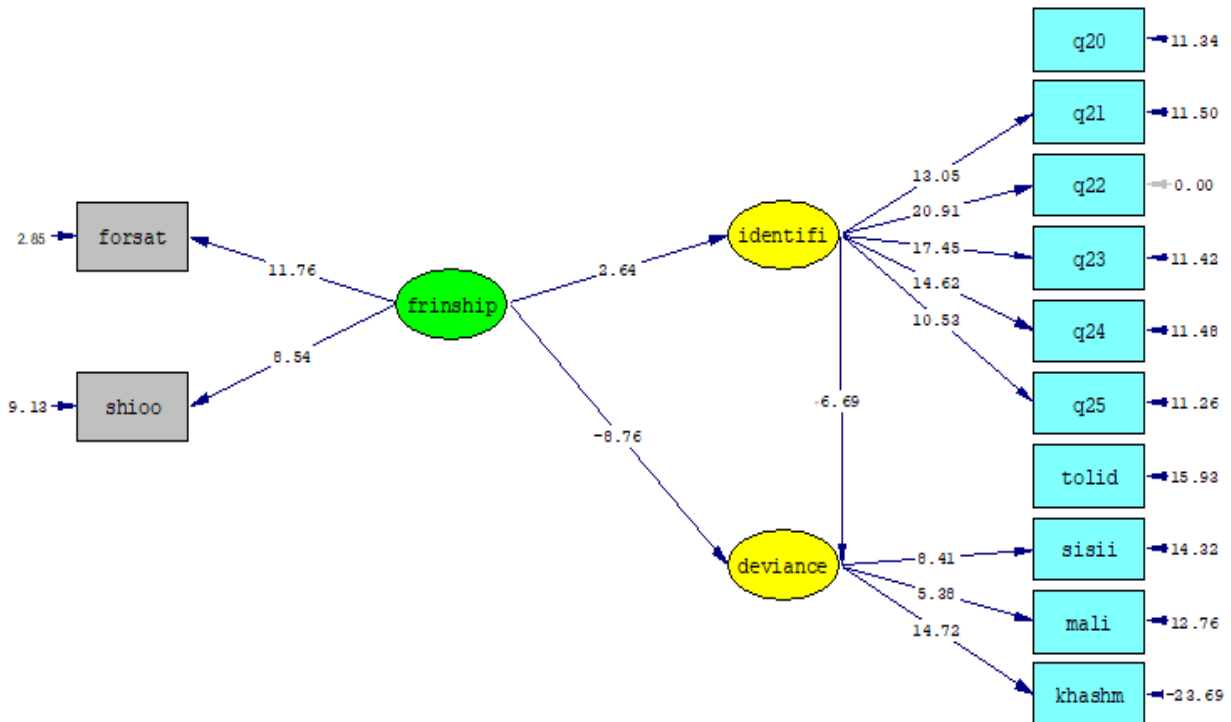 q20
11.34
q21
11.50
13.05
q22
0.00
20.91
2.85
forsat
identifi
q23
11.42
17.45
11.76
2.64
14.62
frinship
q24
11.48
10.53
8.54
9.13
shioo
-6.69
q25
11.26
-8.76
tolid
15.93
sisii
14.32
8.41
deviance
5.38
mali
12.76
14.72
khashm
-23.69